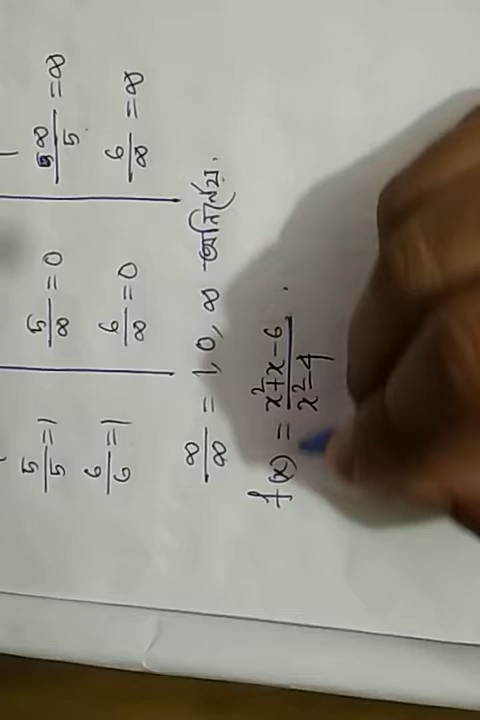 5/5 = 1 | 5/∞ = 0 | ∞/5 = ∞
6/6 = 1 | 6/∞ = 0 | 6/∞ = ∞
∞/∞ = 1, 0, ∞ অনির্ণেয়.
f(x) = x²+x-6/x²-4